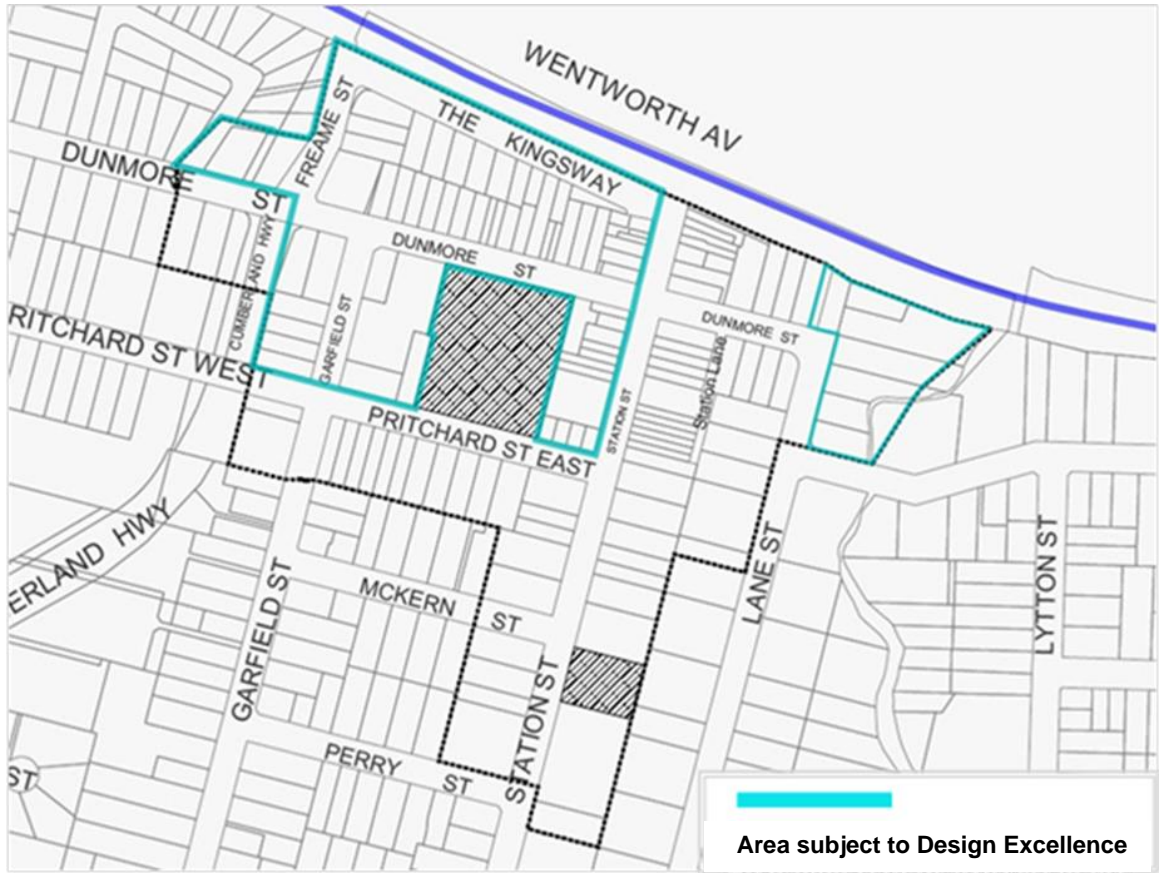 WENTWORTH AV
THE KINGSWAY
FREAME ST
DUNMORE ST
CUMBERLAND HWY
DUNMORE ST
GARFIELD ST
DUNMORE ST
Station Lane
RITCHARD ST WEST
PRITCHARD ST EAST
STATION ST
ERLAND HWY
GARFIELD ST
MCKERN ST
LANE ST
LYTTON ST
STATION ST
PERRY ST
ST
Area subject to Design Excellence